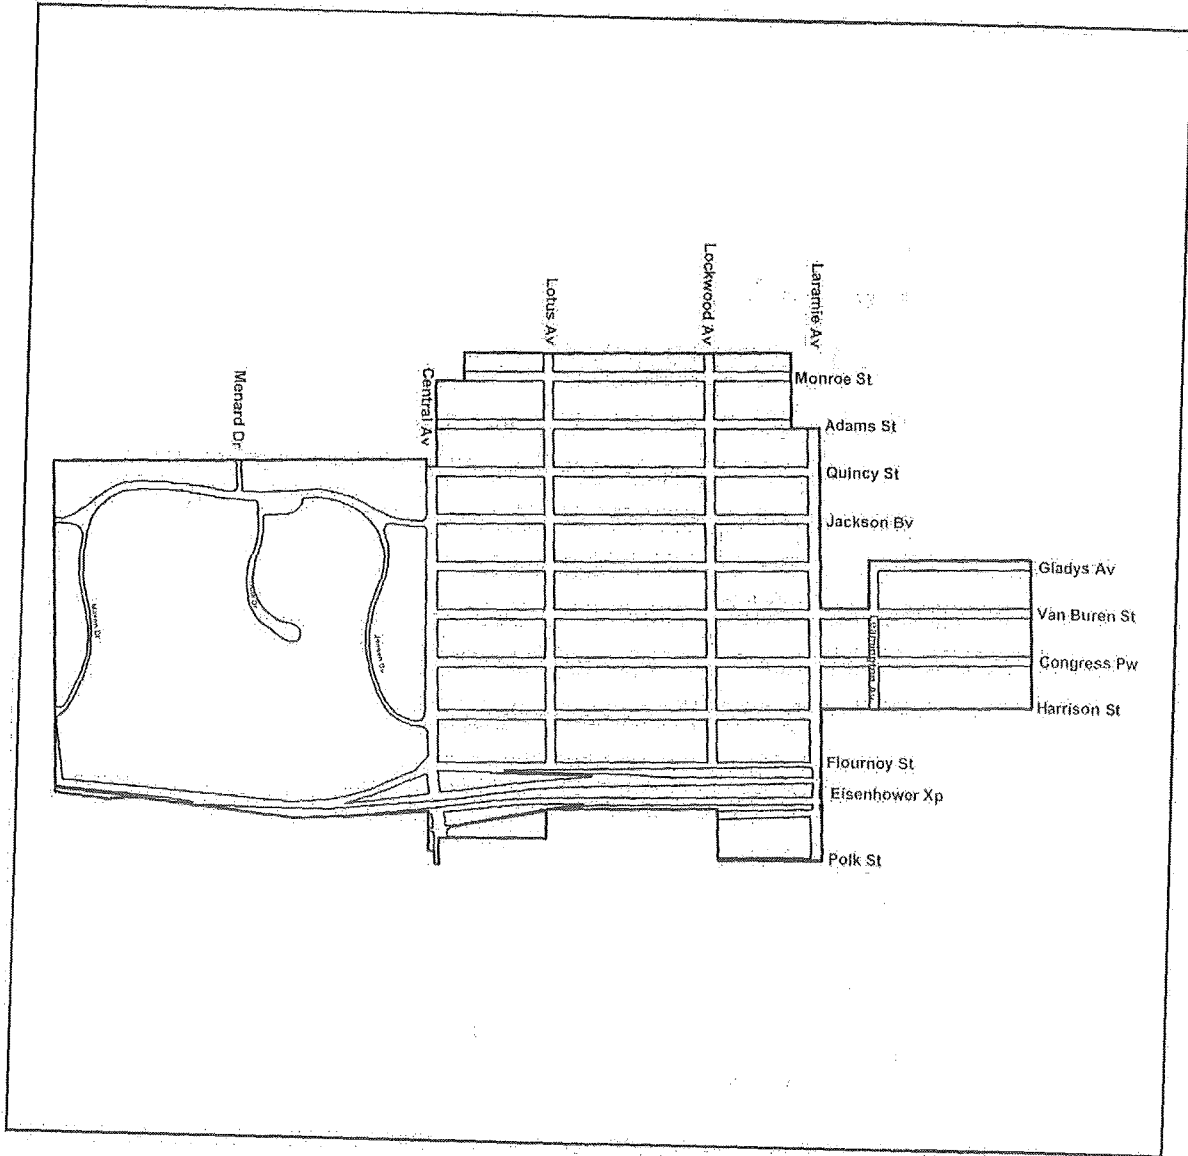 Lockwood Av
Laramie Av
Lotus Av
Menard Dr
Central Av
Monroe St
Adams St
Quincy St
Jackson Bv
Gladys Av
Van Buren St
Congress Pw
Harrison St
Flournoy St
Eisenhower Xp
Polk St